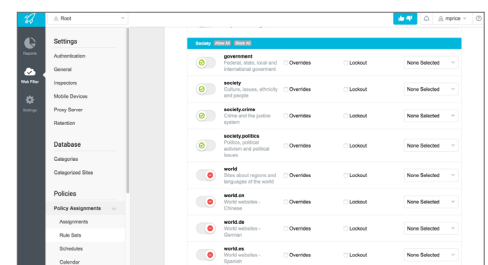 Root
mprice
Reports
Web Filter
Settings
Settings
Authentication
General
Inspectors
Mobile Devices
Proxy Server
Retention
Database
Categories
Categorized Sites
Policies
Policy Assignments
Assignments
Rule Sets
Schedules
Calendar
Society Allow All Block All
government
Federal, state, local and
international goverment
Overrides Lockout None Selected
society
Culture, issues, ethnicity
and people
Overrides Lockout None Selected
society.crime
Crime and the justice
system
Overrides Lockout None Selected
society.politics
Politics, political
activism and political
issues
Overrides Lockout None Selected
world
Sites about regions and
languages of the world
Overrides Lockout None Selected
world.cn
World websites -
Chinese
Overrides Lockout None Selected
world.de
World websites -
German
Overrides Lockout None Selected
world.es
World websites -
Spanish
Overrides Lockout None Selected